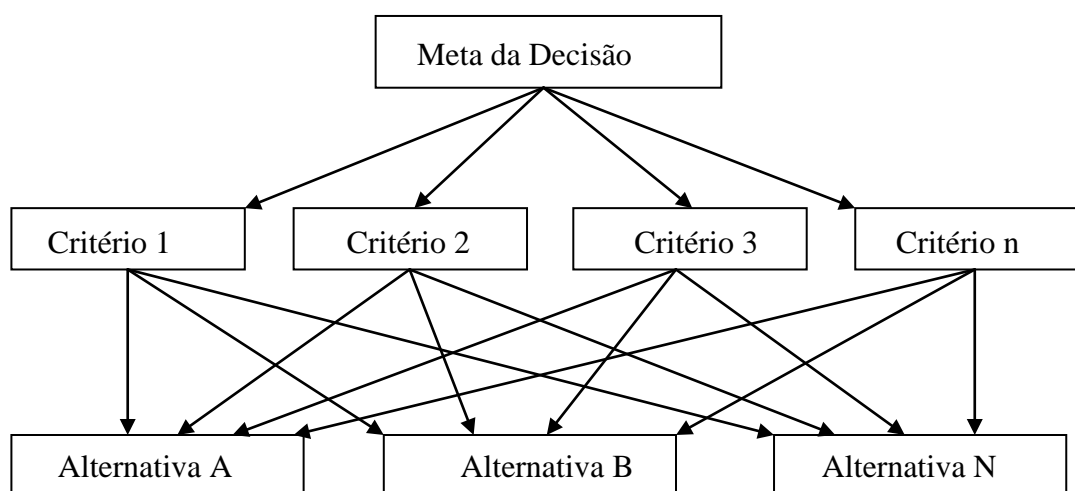 Meta da Decisão
Critério 1
Critério 2
Critério 3
Critério n
Alternativa A
Alternativa B
Alternativa N